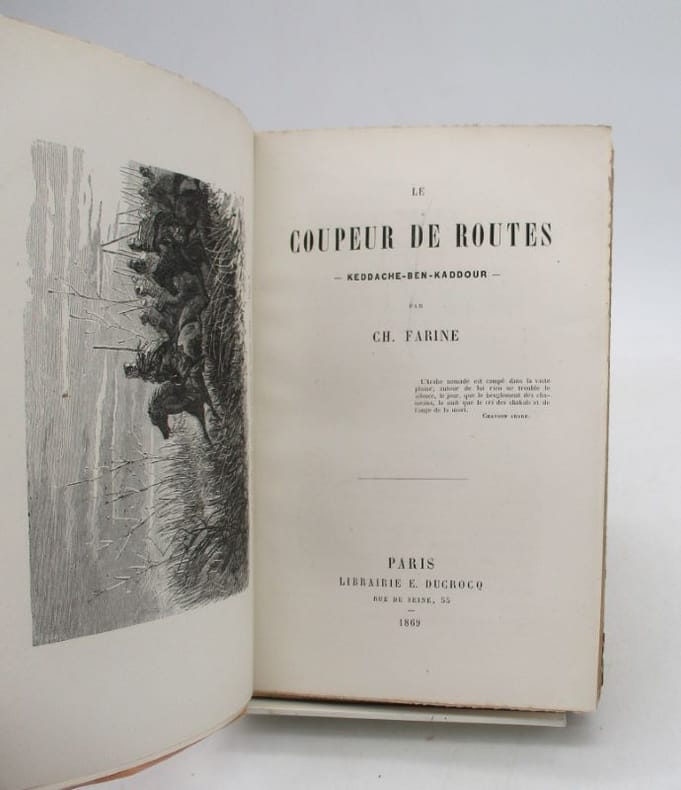 LE
COUPEUR DE ROUTES
— KEDDACHE-BEN-KADDOUR —
PAR
CH. FARINE
L'Arabe nomade est campé dans la vaste
plaine; autour de lui rien ne trouble le
silence, le jour, que le beuglement des cha-
meaux, la nuit que le cri des chakals et de
l'ange de la mort.
CHANSON ARABE.
PARIS
LIBRAIRIE E. DUCROCQ
RUE DE SEINE, 55
1869